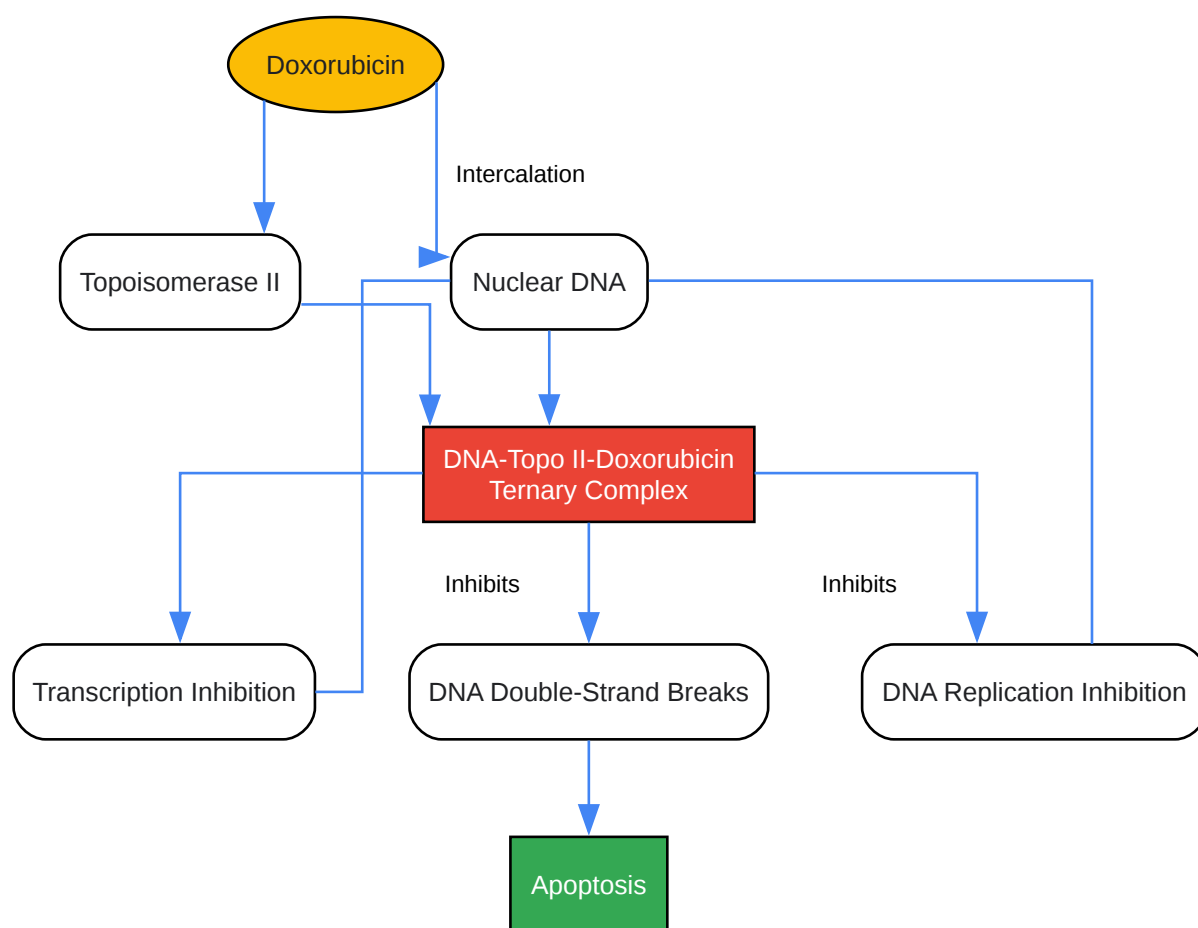 Doxorubicin
Intercalation
Topoisomerase II
Nuclear DNA
DNA-Topo II-Doxorubicin
Ternary Complex
Inhibits
Inhibits
Transcription Inhibition
DNA Double-Strand Breaks
DNA Replication Inhibition
Apoptosis